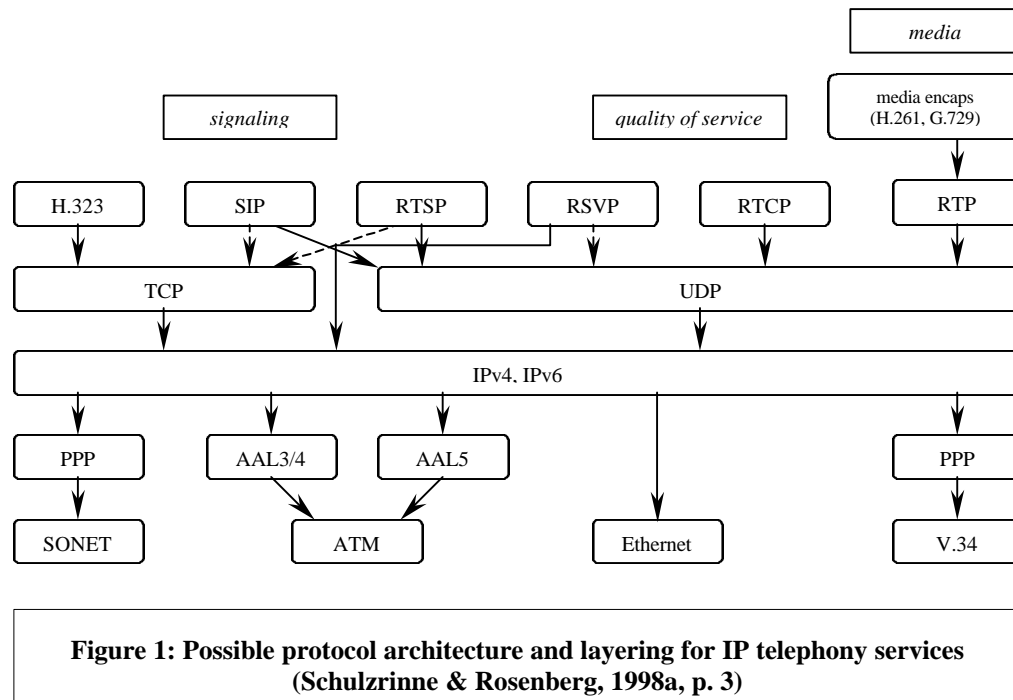 media
media encaps
(H.261, G.729)
signaling
quality of service
H.323
SIP
RTSP
RSVP
RTCP
RTP
TCP
UDP
IPv4, IPv6
PPP
AAL3/4
AAL5
PPP
SONET
ATM
Ethernet
V.34
Figure 1: Possible protocol architecture and layering for IP telephony services
(Schulzrinne & Rosenberg, 1998a, p. 3)